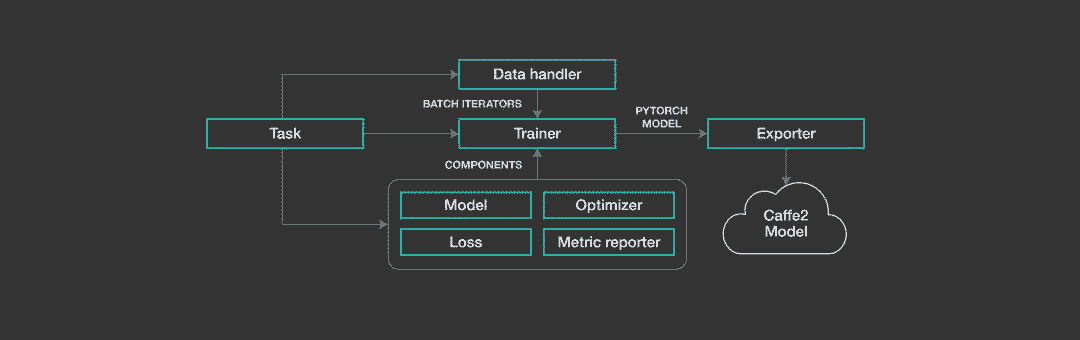 Data handler
BATCH ITERATORS
PYTORCH
MODEL
Task
Trainer
Exporter
COMPONENTS
Model
Optimizer
Loss
Metric reporter
Caffe2
Model